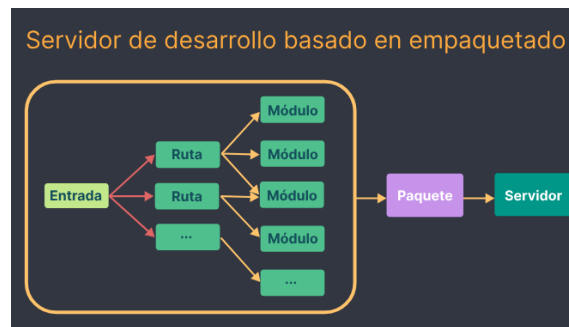 Servidor de desarrollo basado en empaquetado
Módulo
Ruta
Módulo
Entrada
Ruta
Módulo
Paquete
Servidor
...
Módulo
...